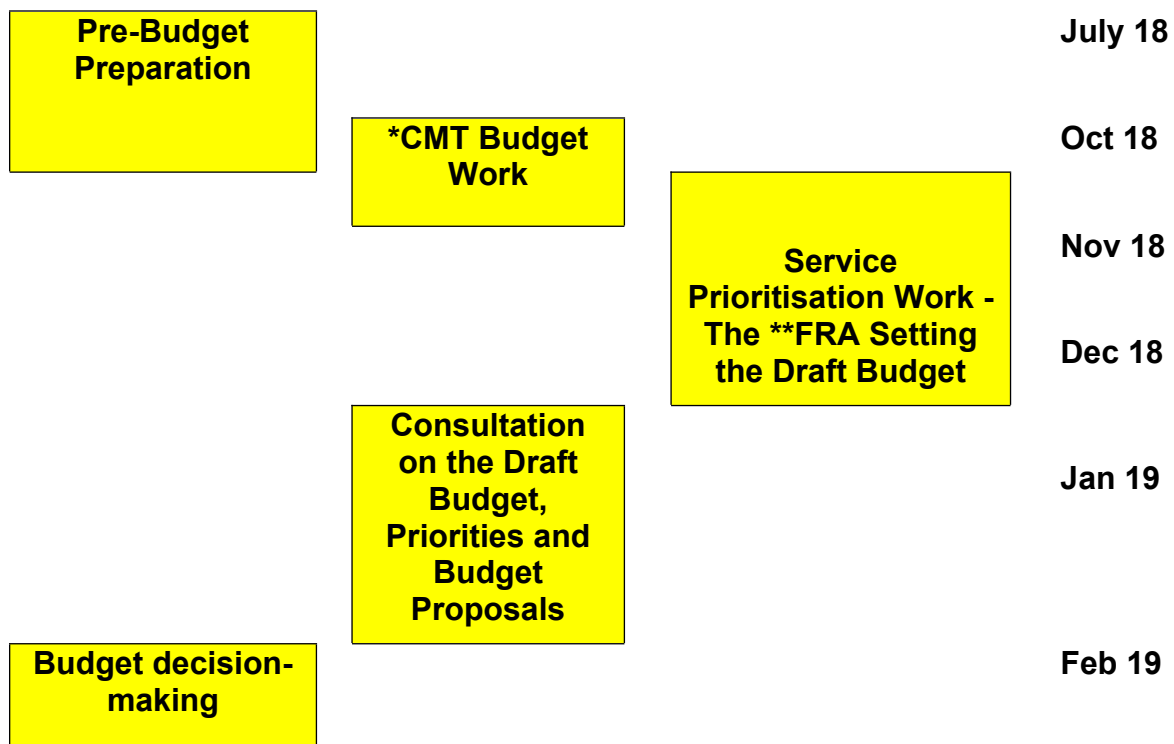 Pre-Budget
Preparation
July 18
*CMT Budget
Work
Oct 18
Nov 18
Service
Prioritisation Work -
The **FRA Setting
the Draft Budget
Dec 18
Consultation
on the Draft
Budget,
Priorities and
Budget
Proposals
Jan 19
Budget decision-
making
Feb 19